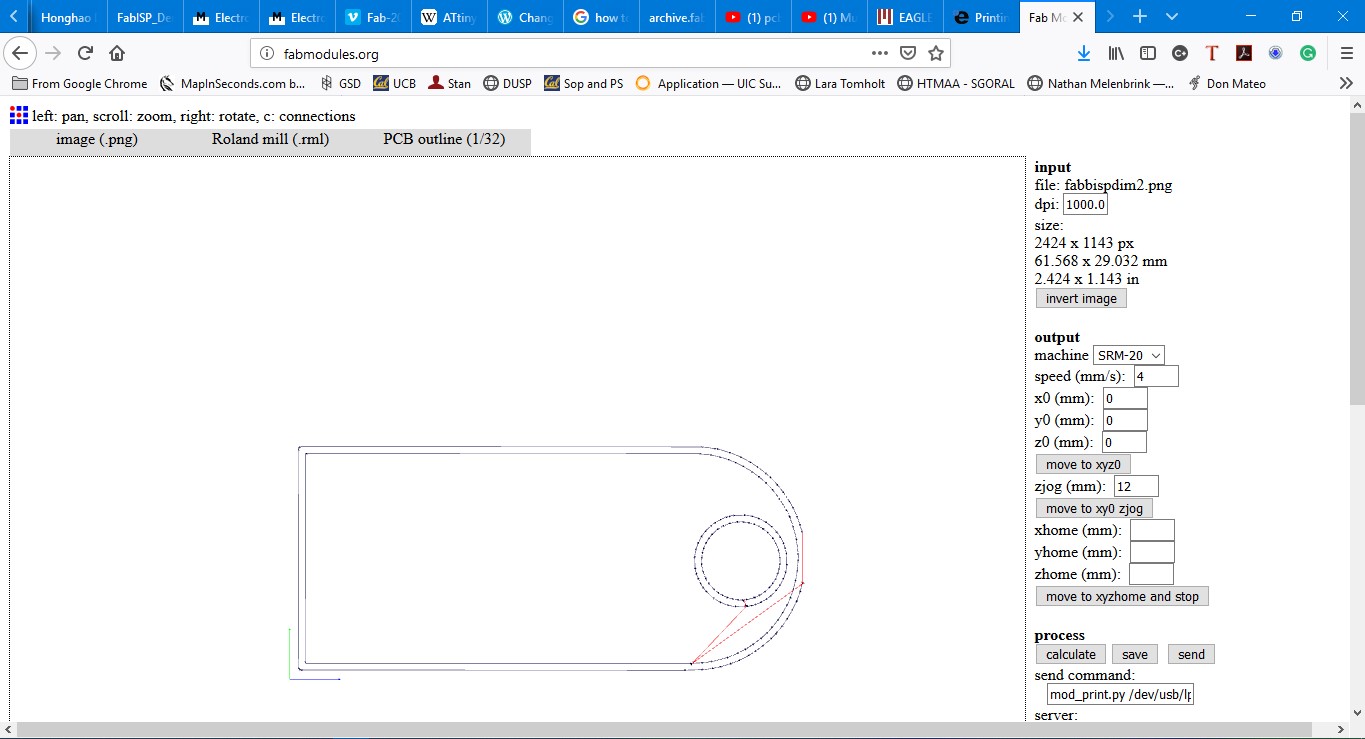 Honghao
FabISP_De
Electro
Electro
Fab-2
ATtiny
Chang
how t
archive.fa
(1) pc
(1) Mu
EAGLE
Printin
Fab M
fabmodules.org
From Google Chrome
MapInSeconds.com b...
GSD
UCB
Stan
DUSP
Sop and PS
Application — UIC Su...
Lara Tomholt
HTMAA - SGORAL
Nathan Melenbrink —...
Don Mateo
left: pan, scroll: zoom, right: rotate, c: connections
image (.png)
Roland mill (.rml)
PCB outline (1/32)
input
file: fabbispdim2.png
dpi: 1000.0
size:
2424 x 1143 px
61.568 x 29.032 mm
2.424 x 1.143 in
invert image
output
machine SRM-20
speed (mm/s): 4
x0 (mm): 0
y0 (mm): 0
z0 (mm): 0
move to xyz0
zjog (mm): 12
move to xy0 zjog
xhome (mm):
yhome (mm):
zhome (mm):
move to xyzhome and stop
process
calculate save send
send command:
mod_print.py /dev/usb/lp
server: